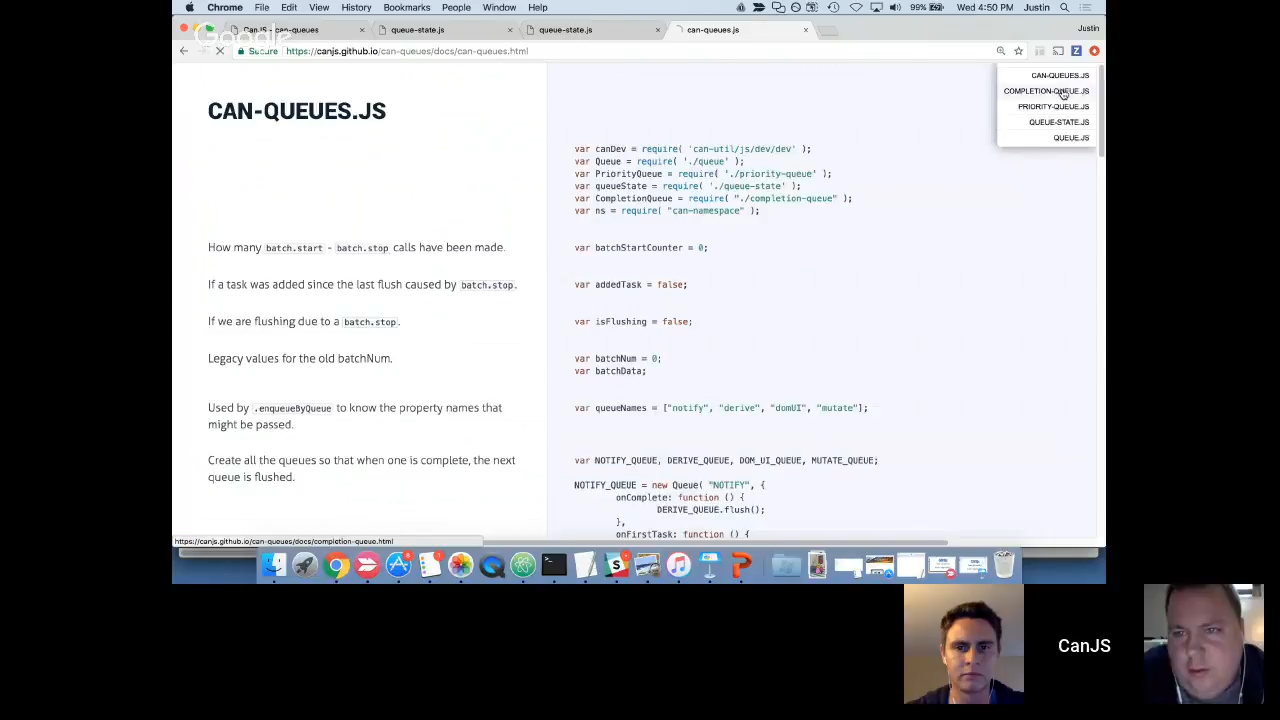 Chrome File Edit View History Bookmarks People Window Help 99% Wed 4:50 PM Justin
Google
CanJS - can-queues × queue-state.js × queue-state.js × can-queues.js × Justin
Secure https://canjs.github.io/can-queues/docs/can-queues.html
CAN-QUEUES.JS
COMPLETION-QUEUE.JS
PRIORITY-QUEUE.JS
QUEUE-STATE.JS
QUEUE.JS
CAN-QUEUES.JS
var canDev = require( 'can-util/js/dev/dev' );
var Queue = require( './queue' );
var PriorityQueue = require( './priority-queue' );
var queueState = require( './queue-state' );
var CompletionQueue = require( "./completion-queue" );
var ns = require( "can-namespace" );
How many batch.start - batch.stop calls have been made.
var batchStartCounter = 0;
If a task was added since the last flush caused by batch.stop.
var addedTask = false;
If we are flushing due to a batch.stop.
var isFlushing = false;
Legacy values for the old batchNum.
var batchNum = 0;
var batchData;
Used by .enqueueByQueue to know the property names that
might be passed.
var queueNames = ["notify", "derive", "domUI", "mutate"];
Create all the queues so that when one is complete, the next
queue is flushed.
var NOTIFY_QUEUE, DERIVE_QUEUE, DOM_UI_QUEUE, MUTATE_QUEUE;
NOTIFY_QUEUE = new Queue( "NOTIFY", {
onComplete: function () {
DERIVE_QUEUE.flush();
},
onFirstTask: function () {
https://canjs.github.io/can-queues/docs/completion-queue.html
CanJS